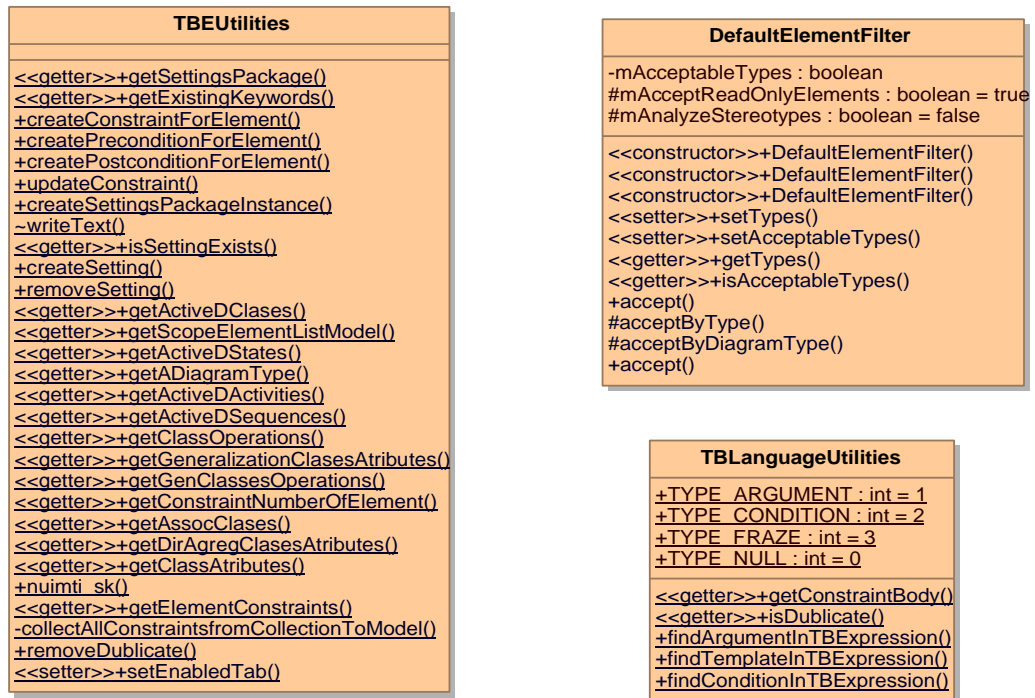 TBEUtilities
<<getter>>+getSettingsPackage()
<<getter>>+getExistingKeywords()
+createConstraintForElement()
+createPreconditionForElement()
+createPostconditionForElement()
+updateConstraint()
+createSettingsPackageInstance()
~writeText()
<<getter>>+isSettingExists()
+createSetting()
+removeSetting()
<<getter>>+getActiveDClases()
<<getter>>+getScopeElementListModel()
<<getter>>+getActiveDStates()
<<getter>>+getADiagramType()
<<getter>>+getActiveDActivities()
<<getter>>+getActiveDSequences()
<<getter>>+getClassOperations()
<<getter>>+getGeneralizationClasesAtributes()
<<getter>>+getGenClassesOperations()
<<getter>>+getConstraintNumberOfElement()
<<getter>>+getAssocClases()
<<getter>>+getDirAgregClasesAtributes()
<<getter>>+getClassAtributes()
+nuimti_sk()
<<getter>>+getElementConstraints()
-collectAllConstraintsfromCollectionToModel()
+removeDublicate()
<<setter>>+setEnabledTab()
DefaultElementFilter
-mAcceptableTypes : boolean
#mAcceptReadOnlyElements : boolean = true
#mAnalyzeStereotypes : boolean = false
<<constructor>>+DefaultElementFilter()
<<constructor>>+DefaultElementFilter()
<<constructor>>+DefaultElementFilter()
<<setter>>+setTypes()
<<setter>>+setAcceptableTypes()
<<getter>>+getTypes()
<<getter>>+isAcceptableTypes()
+accept()
#acceptByType()
#acceptByDiagramType()
+accept()
TBLanguageUtilities
+TYPE_ARGUMENT : int = 1
+TYPE_CONDITION : int = 2
+TYPE_FRAZE : int = 3
+TYPE_NULL : int = 0
<<getter>>+getConstraintBody()
<<getter>>+isDublicate()
+findArgumentInTBExpression()
+findTemplateInTBExpression()
+findConditionInTBExpression()